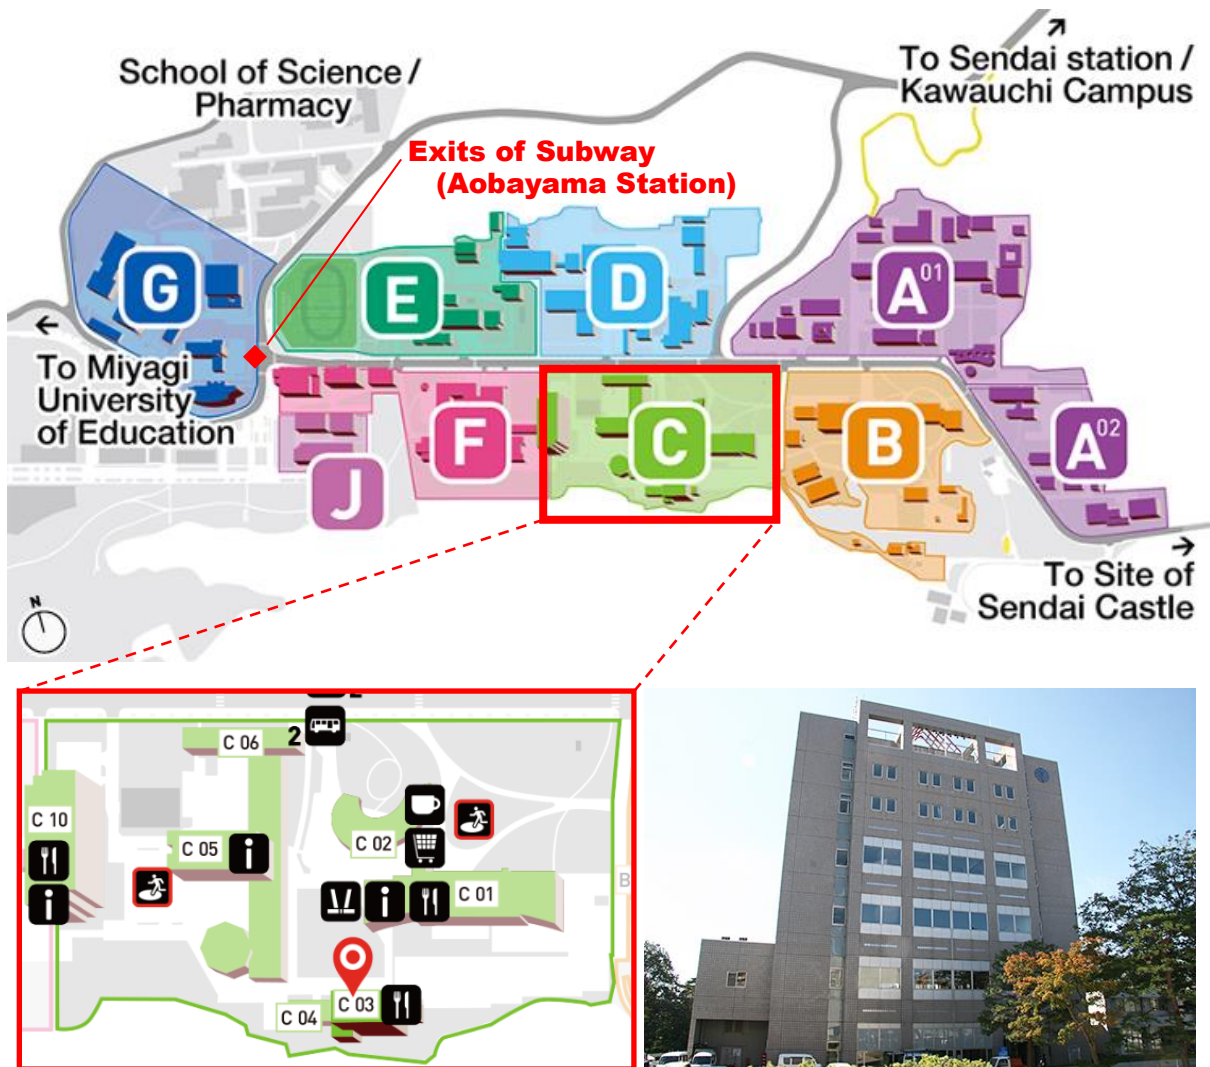 School of Science /
Pharmacy
To Sendai station /
Kawauchi Campus
Exits of Subway
(Aobayama Station)
G
E
D
A01
To Miyagi
University
of Education
J
F
C
B
A02
To Site of
Sendai Castle
N
C 06
2
C 10
C 05
C 02
C 01
B
C 03
C 04